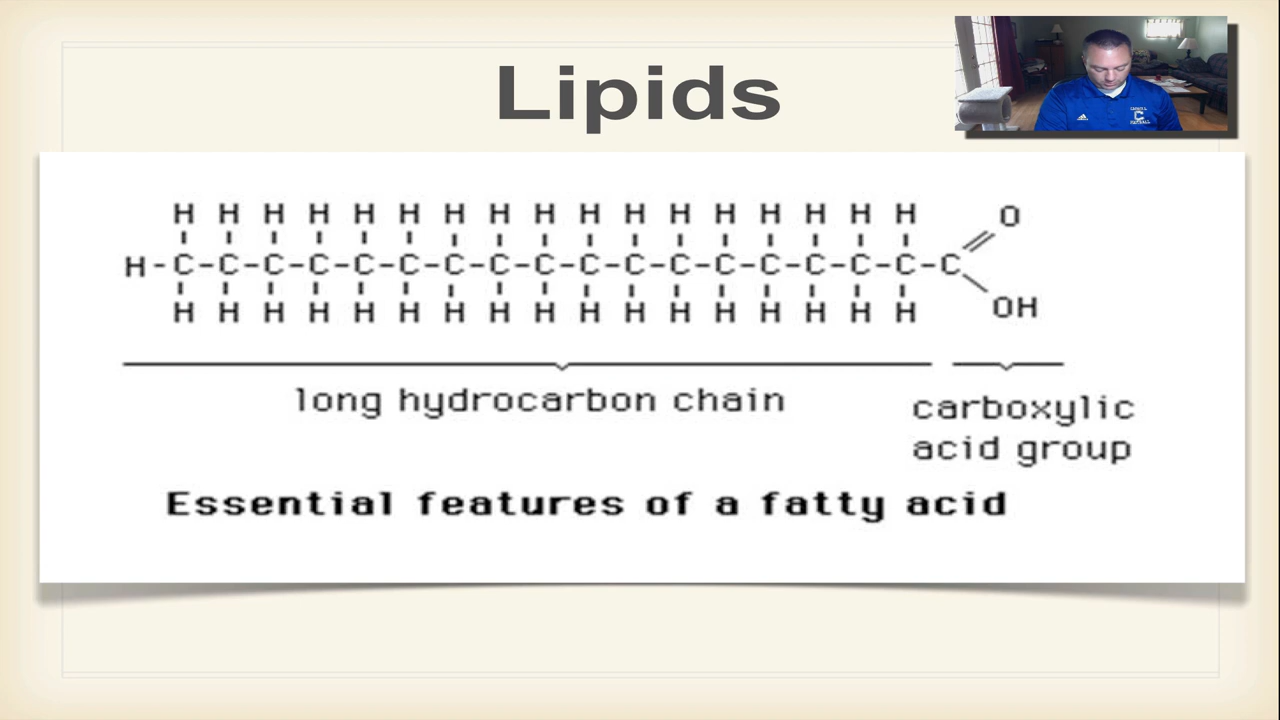 Lipids
H H H H H H H H H H H H H H H H H O
H-C-C-C-C-C-C-C-C-C-C-C-C-C-C-C-C-C-C
H H H H H H H H H H H H H H H H H OH
long hydrocarbon chain
carboxylic
acid group
Essential features of a fatty acid
C